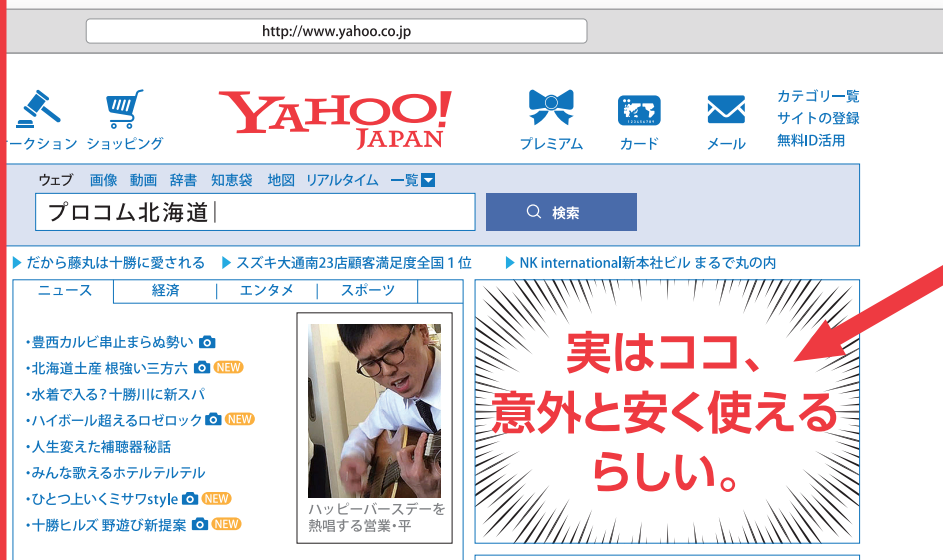 http://www.yahoo.co.jp
YAHOO!
JAPAN
ークション
ショッピング
プレミアム
カード
メール
カテゴリ一覧
サイトの登録
無料ID活用
ウェブ 画像 動画 辞書 知恵袋 地図 リアルタイム 一覧
プロコム北海道
検索
だから藤丸は十勝に愛される
スズキ大通南23店顧客満足度全国1位
NK international新本社ビル まるで丸の内
ニュース 経済 | エンタメ | スポーツ
・豊西カルビ串止まらぬ勢い
・北海道土産 根強い三方六 NEW
・水着で入る?十勝川に新スパ
・ハイボール超えるロゼロック NEW
・人生変えた補聴器秘話
・みんな歌えるホテルテルテル
・ひとつ上いくミサワstyle NEW
・十勝ヒルズ 野遊び新提案 NEW
ハッピーバースデーを
熱唱する営業・平
実はココ、
意外と安く使える
らしい。